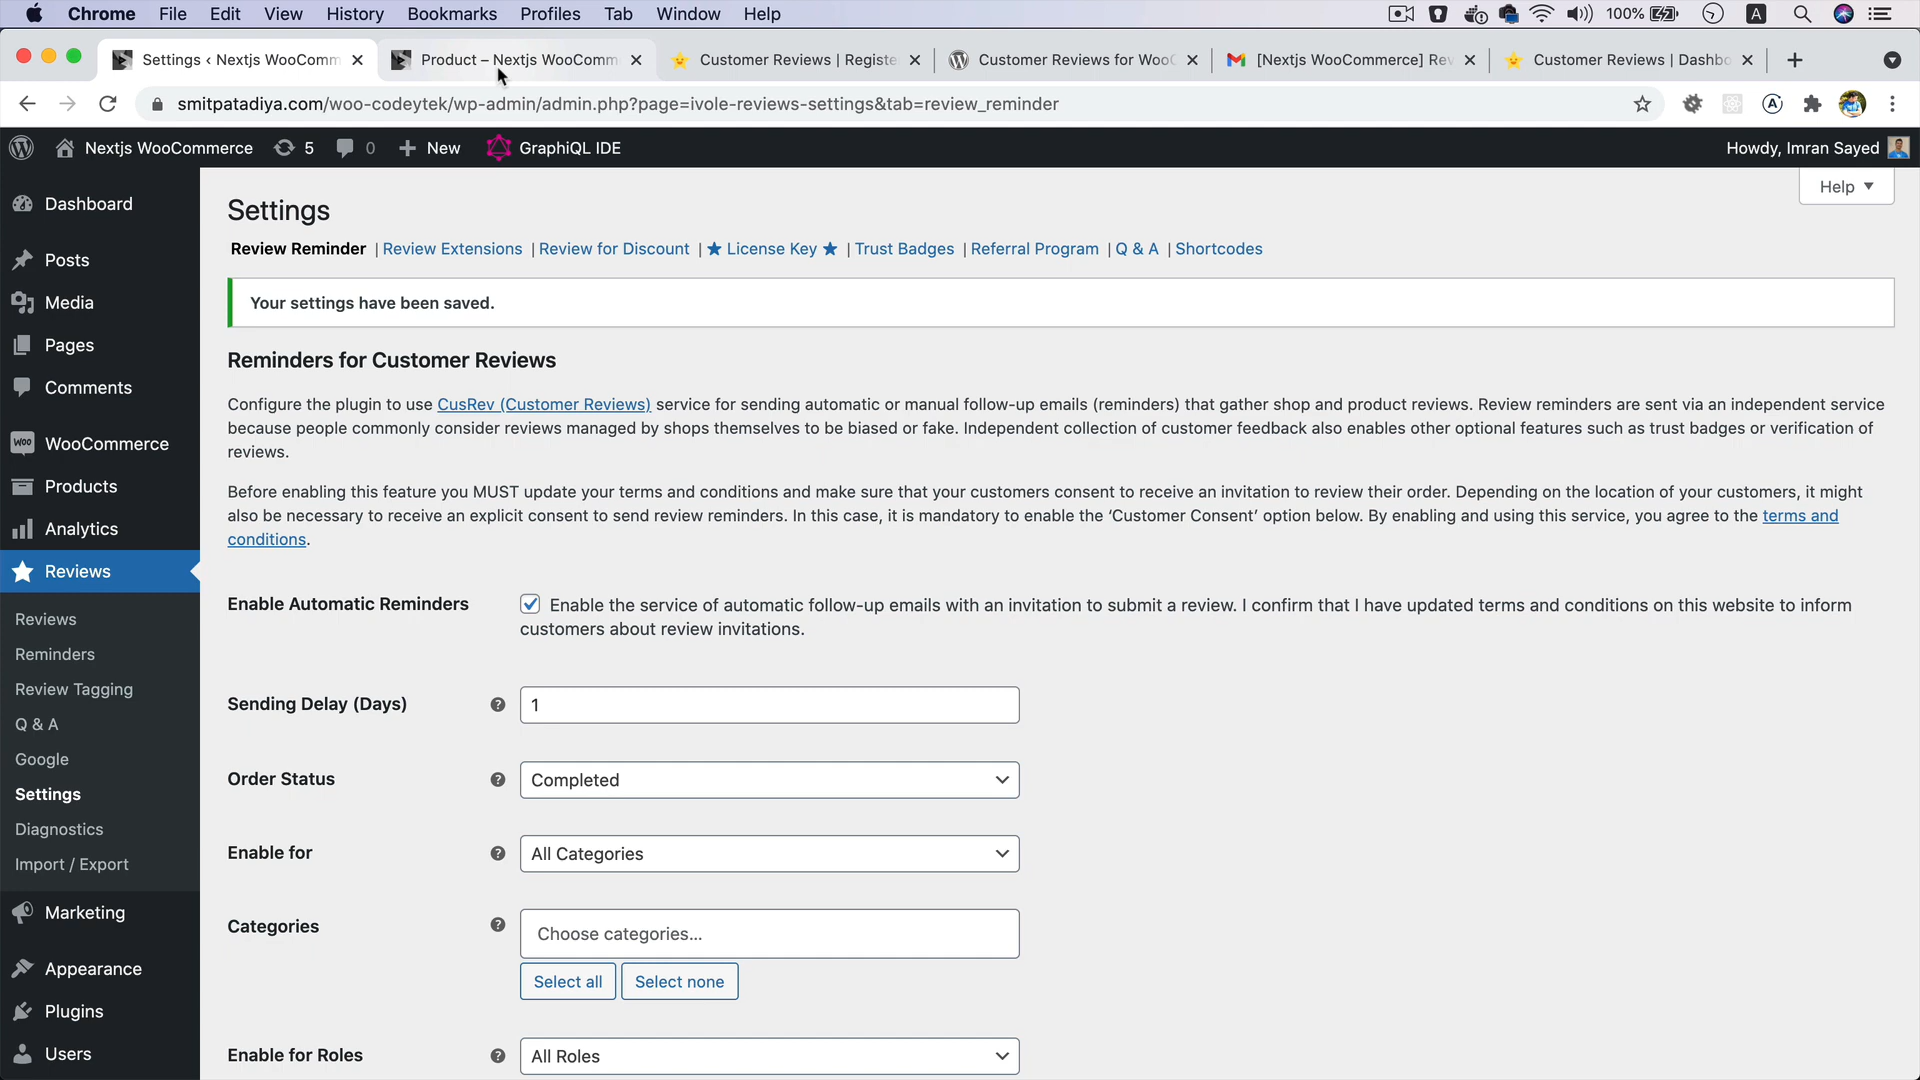 Chrome File Edit View History Bookmarks Profiles Tab Window Help 100% A
Settings ‹ Nextjs WooComm Product – Nextjs WooComm Customer Reviews | Registe Customer Reviews for WooC [Nextjs WooCommerce] Rev Customer Reviews | Dashbo
smitpatadiya.com/woo-codeytek/wp-admin/admin.php?page=ivole-reviews-settings&tab=review_reminder
Nextjs WooCommerce 5 0 New GraphiQL IDE Howdy, Imran Sayed
Help
Dashboard
Posts
Media
Pages
Comments
WooCommerce
Products
Analytics
Reviews
Reviews
Reminders
Review Tagging
Q & A
Google
Settings
Diagnostics
Import / Export
Marketing
Appearance
Plugins
Users
Settings
Review Reminder | Review Extensions | Review for Discount | ★ License Key ★ | Trust Badges | Referral Program | Q & A | Shortcodes
Your settings have been saved.
Reminders for Customer Reviews
Configure the plugin to use CusRev (Customer Reviews) service for sending automatic or manual follow-up emails (reminders) that gather shop and product reviews. Review reminders are sent via an independent service
because people commonly consider reviews managed by shops themselves to be biased or fake. Independent collection of customer feedback also enables other optional features such as trust badges or verification of
reviews.
Before enabling this feature you MUST update your terms and conditions and make sure that your customers consent to receive an invitation to review their order. Depending on the location of your customers, it might
also be necessary to receive an explicit consent to send review reminders. In this case, it is mandatory to enable the ‘Customer Consent’ option below. By enabling and using this service, you agree to the terms and
conditions.
Enable Automatic Reminders Enable the service of automatic follow-up emails with an invitation to submit a review. I confirm that I have updated terms and conditions on this website to inform
customers about review invitations.
Sending Delay (Days) 1
Order Status Completed
Enable for All Categories
Categories Choose categories...
Select all Select none
Enable for Roles All Roles